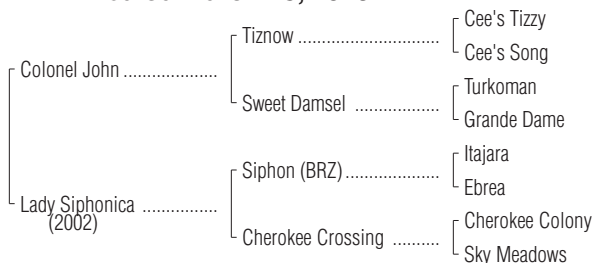 Cee's Tizzy
Tiznow ..................................
Cee's Song
Colonel John ....................
Turkoman
Sweet Damsel ....................
Grande Dame
Itajara
Siphon (BRZ)......................
Ebrea
Lady Siphonica ................
(2002)
Cherokee Colony
Cherokee Crossing ..........
Sky Meadows